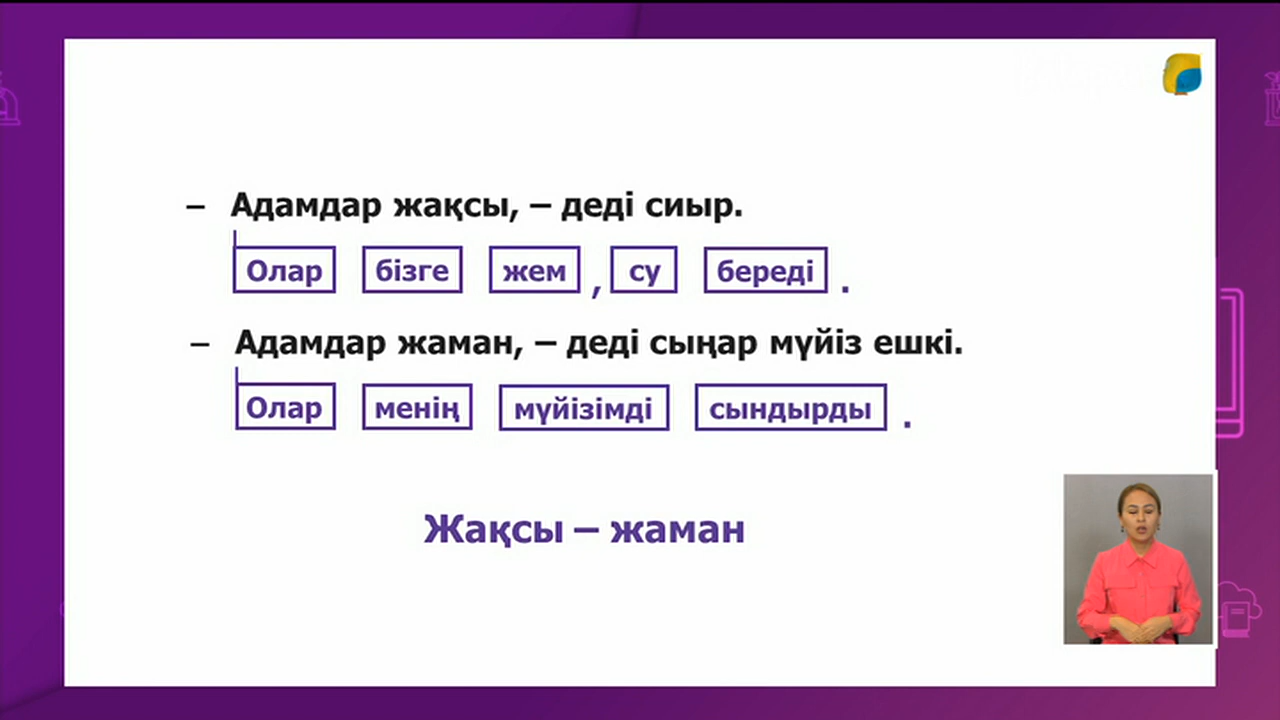 – Адамдар жақсы, – деді сиыр.
Олар бізге жем , су береді .
– Адамдар жаман, – деді сыңар мүйіз ешкі.
Олар менің мүйізімді сындырды .
Жақсы – жаман